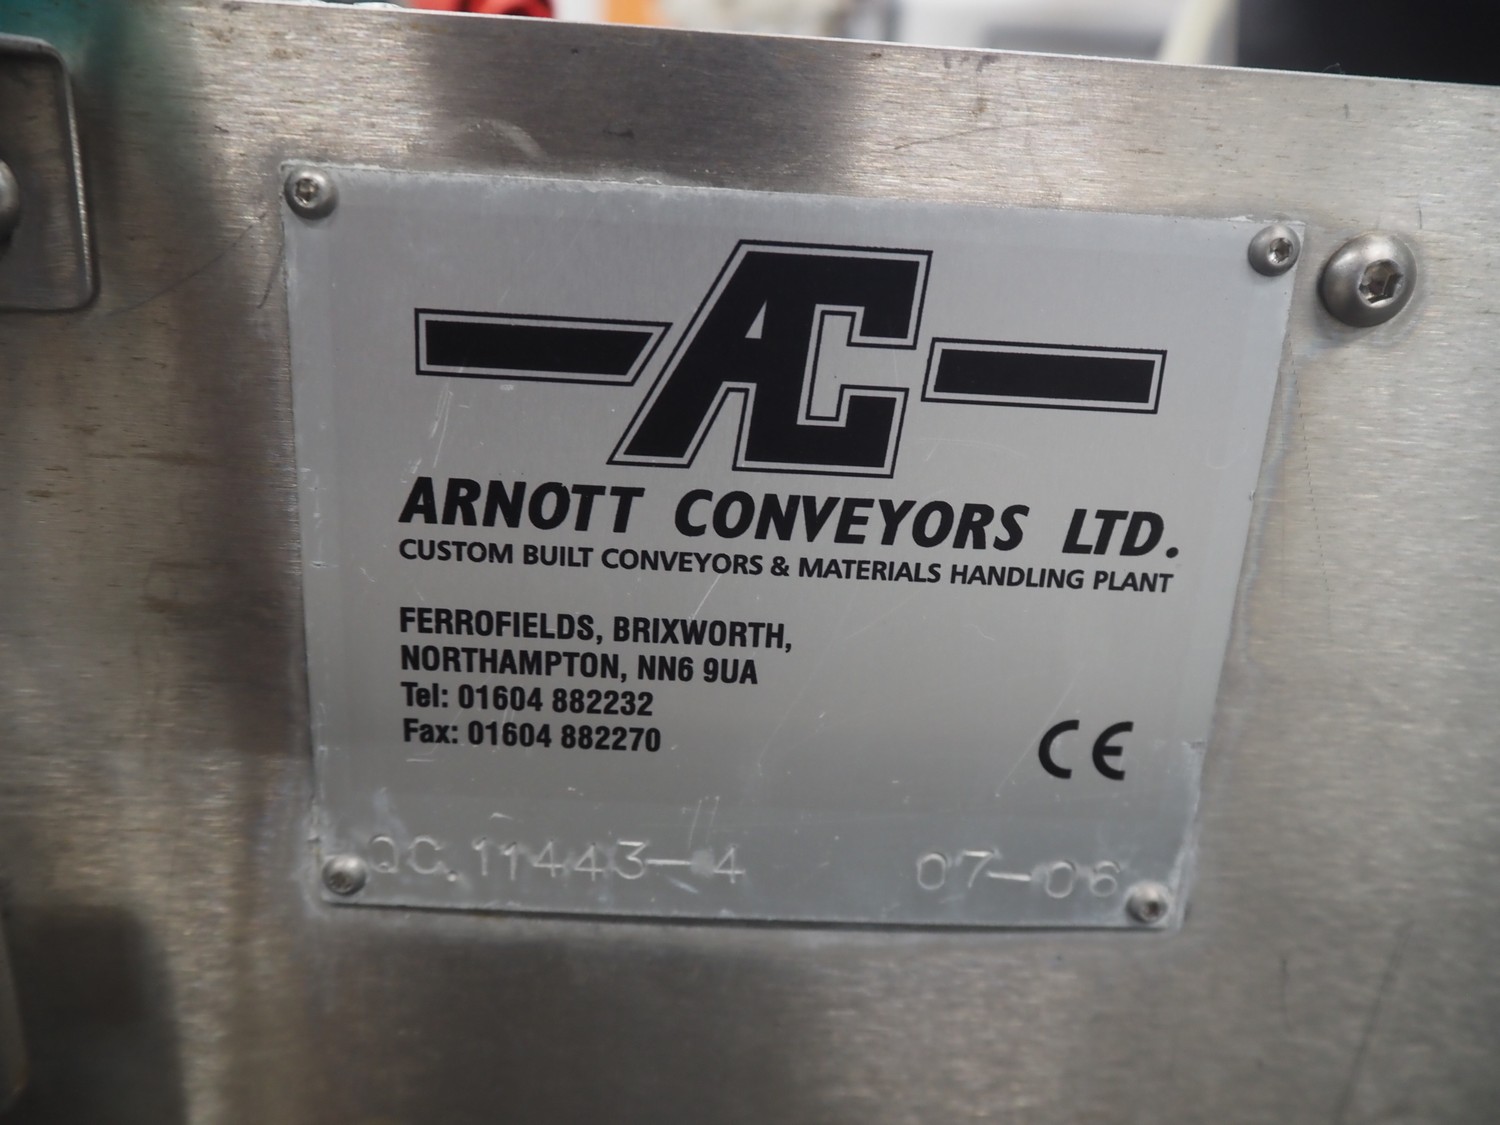 AC
ARNOTT CONVEYORS LTD.
CUSTOM BUILT CONVEYORS & MATERIALS HANDLING PLANT
FERROFIELDS, BRIXWORTH,
NORTHAMPTON, NN6 9UA
Tel: 01604 882232
Fax: 01604 882270
CE
QC.11443-4 07-06